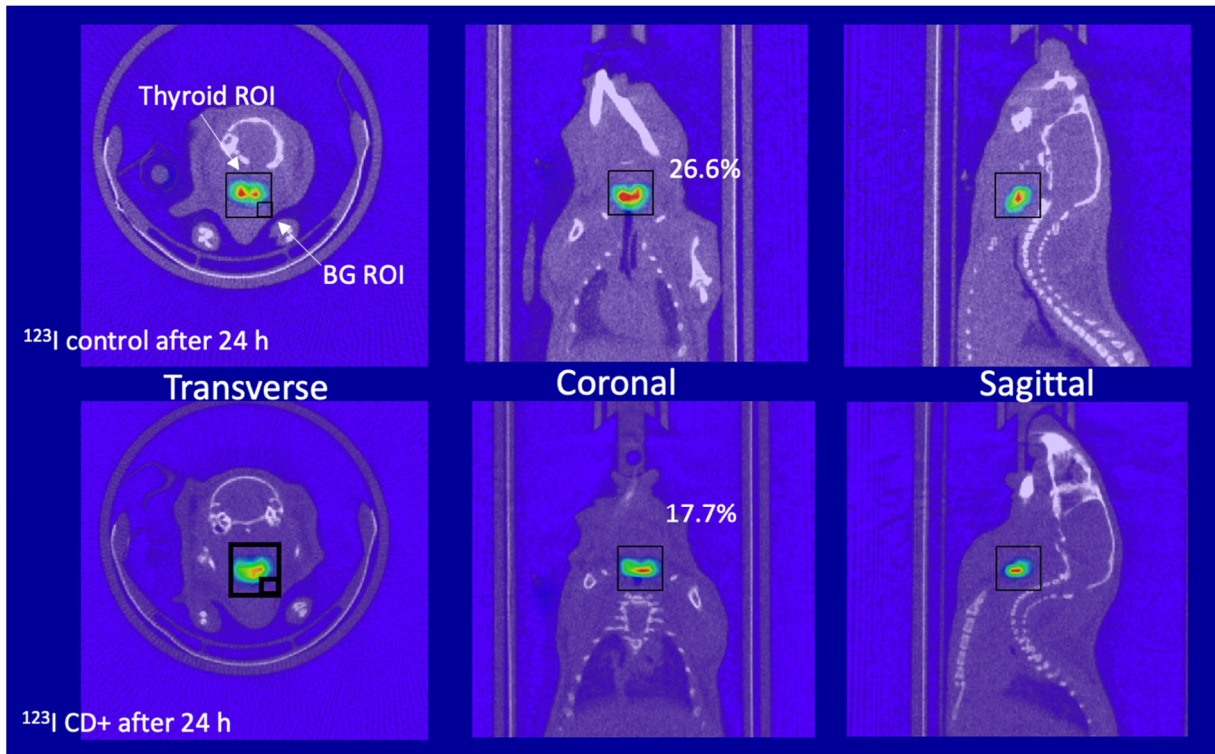 Thyroid ROI
26.6%
BG ROI
¹²³I control after 24 h
Transverse
Coronal
Sagittal
17.7%
¹²³I CD+ after 24 h